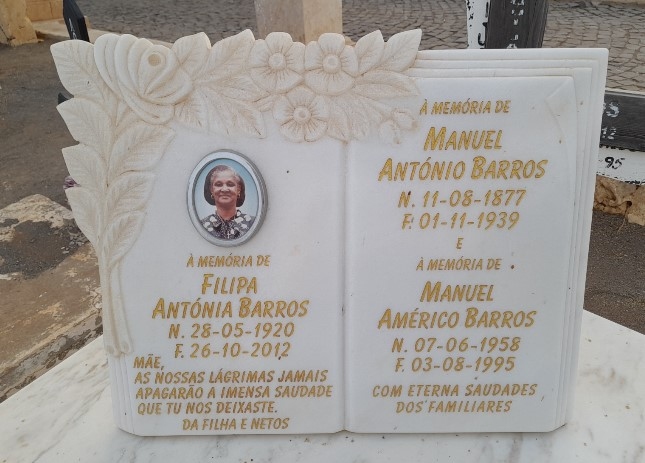 À MEMÓRIA DE
FILIPA
ANTÓNIA BARROS
N. 28-05-1920
F. 26-10-2012
MÃE,
AS NOSSAS LÁGRIMAS JAMAIS
APAGARÃO A IMENSA SAUDADE
QUE TU NOS DEIXASTE.
DA FILHA E NETOS
À MEMÓRIA DE
MANUEL
ANTÓNIO BARROS
N. 11-08-1877
F. 01-11-1939
E
À MEMÓRIA DE
MANUEL
AMÉRICO BARROS
N. 07-06-1958
F. 03-08-1995
COM ETERNA SAUDADES
DOS FAMILIARES
95